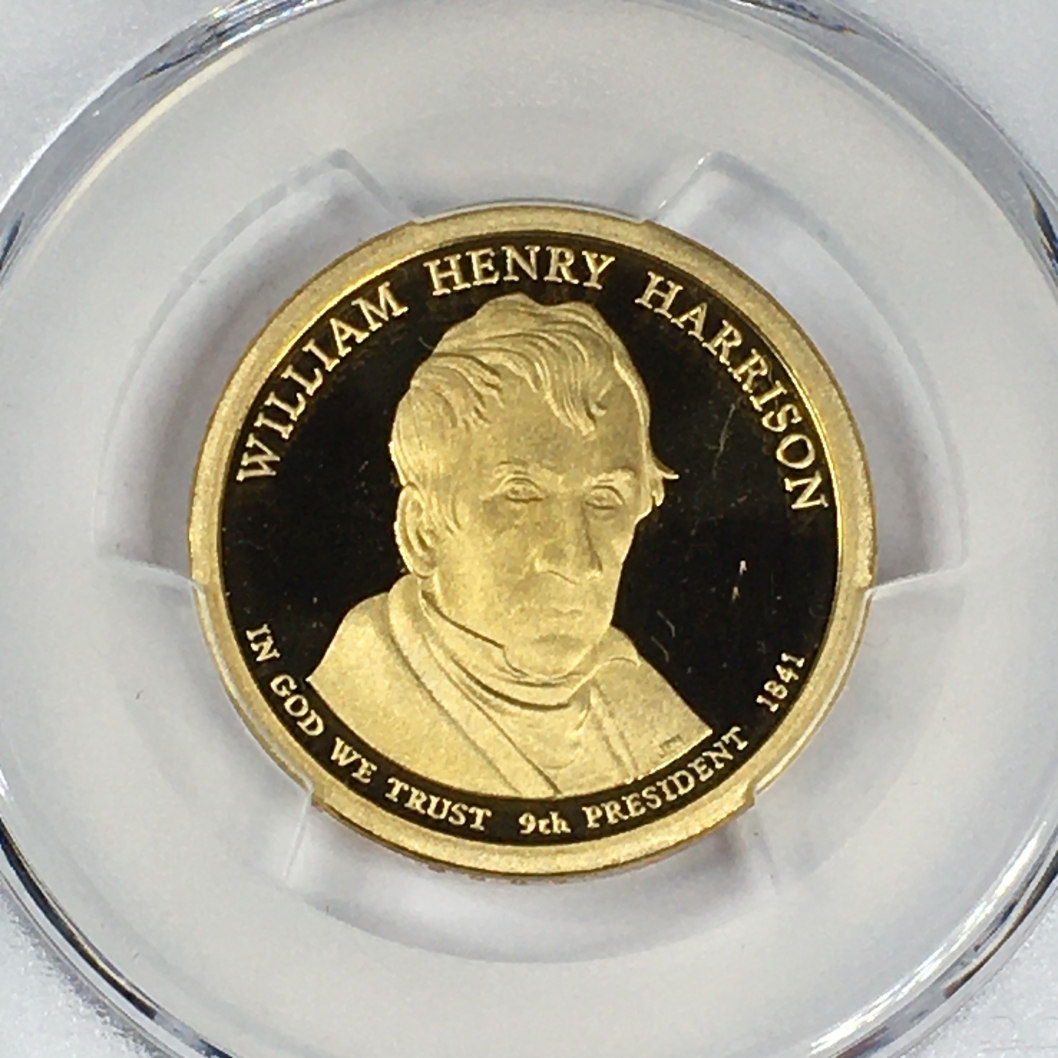 WILLIAM HENRY HARRISON
IN GOD WE TRUST 9th PRESIDENT 1841